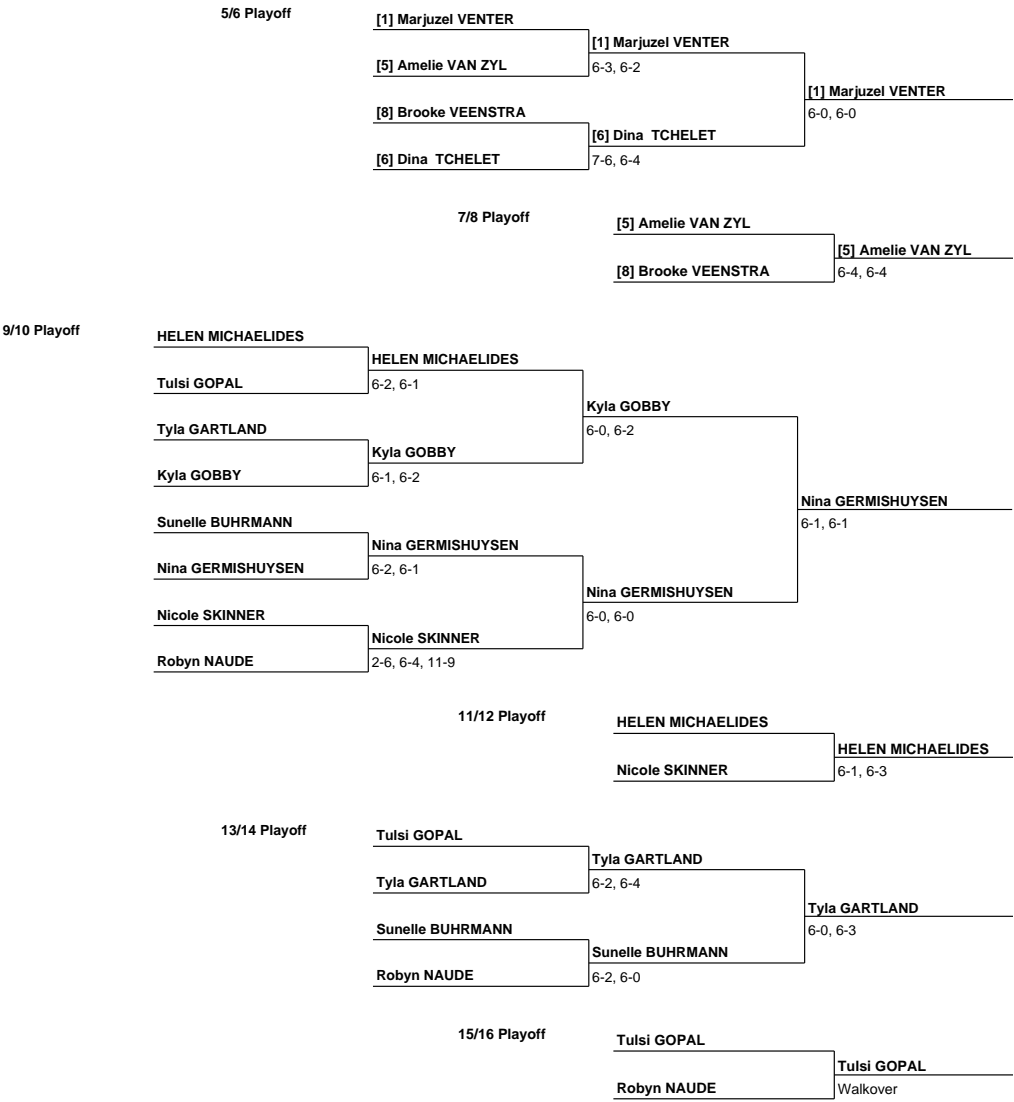 5/6 Playoff
[1] Marjuzel VENTER
[1] Marjuzel VENTER
[5] Amelie VAN ZYL
6-3, 6-2
[1] Marjuzel VENTER
[8] Brooke VEENSTRA
6-0, 6-0
[6] Dina  TCHELET
[6] Dina  TCHELET
7-6, 6-4
7/8 Playoff
[5] Amelie VAN ZYL
[5] Amelie VAN ZYL
[8] Brooke VEENSTRA
6-4, 6-4
9/10 Playoff
HELEN MICHAELIDES
HELEN MICHAELIDES
Tulsi GOPAL
6-2, 6-1
Kyla GOBBY
Tyla GARTLAND
6-0, 6-2
Kyla GOBBY
Kyla GOBBY
6-1, 6-2
Nina GERMISHUYSEN
Sunelle BUHRMANN
6-1, 6-1
Nina GERMISHUYSEN
Nina GERMISHUYSEN
6-2, 6-1
Nina GERMISHUYSEN
Nicole SKINNER
6-0, 6-0
Nicole SKINNER
Robyn NAUDE
2-6, 6-4, 11-9
11/12 Playoff
HELEN MICHAELIDES
HELEN MICHAELIDES
Nicole SKINNER
6-1, 6-3
13/14 Playoff
Tulsi GOPAL
Tyla GARTLAND
Tyla GARTLAND
6-2, 6-4
Tyla GARTLAND
Sunelle BUHRMANN
6-0, 6-3
Sunelle BUHRMANN
Robyn NAUDE
6-2, 6-0
15/16 Playoff
Tulsi GOPAL
Tulsi GOPAL
Robyn NAUDE
Walkover